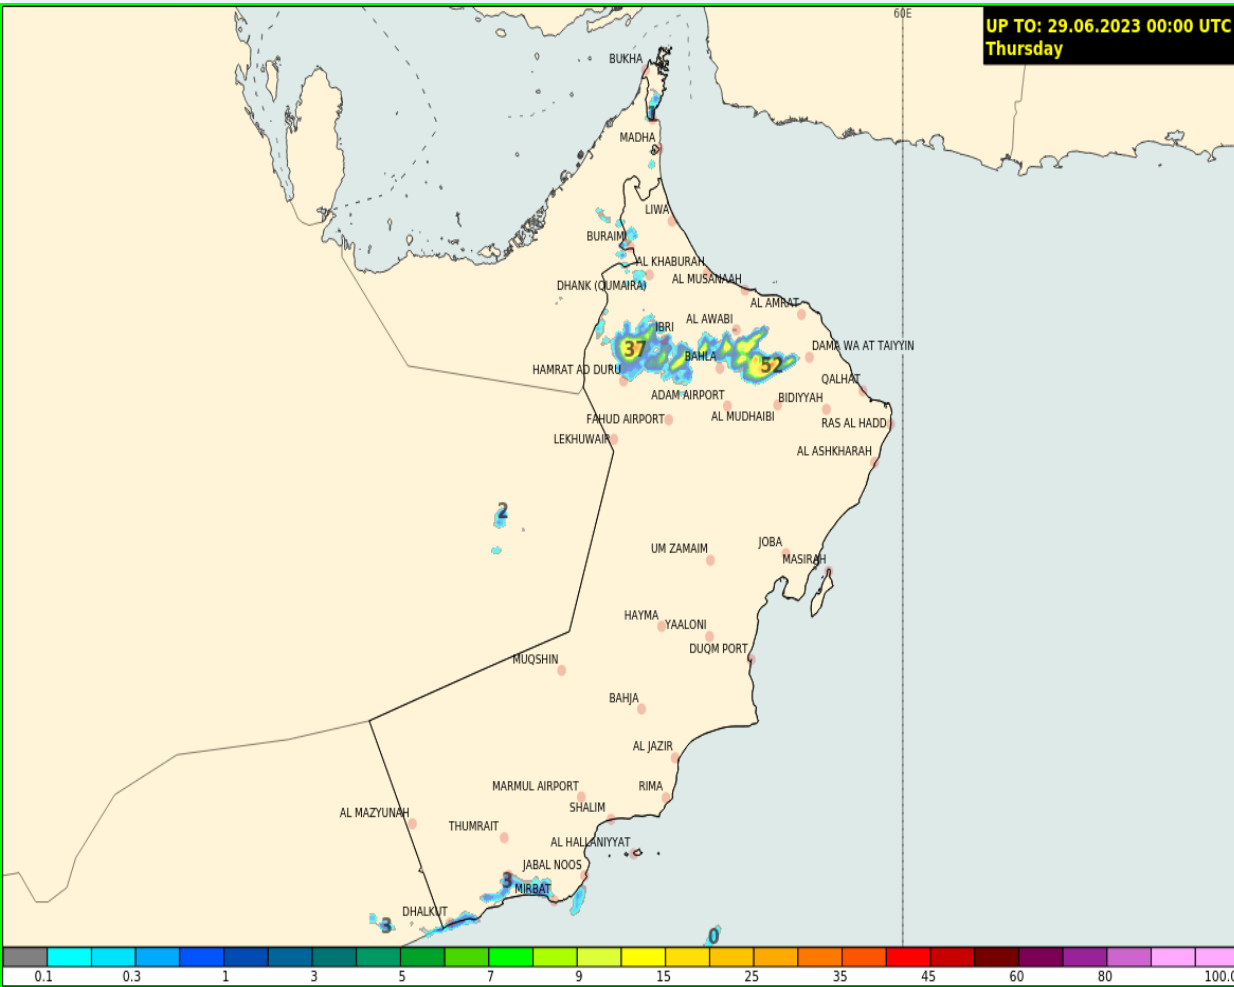 60E
UP TO: 29.06.2023 00:00 UTC
Thursday
BUKHA
1
MADHA
LIWA
BURAIMI
AL KHABURAH
AL MUSANAAH
DHANK (QUMAIRA)
AL AMRAT
AL AWABI
IBRI
DAMA WA AT TAIYYIN
37
BAHLA
52
HAMRAT AD DURU
QALHAT
ADAM AIRPORT
BIDIYYAH
AL MUDHAIBI
FAHUD AIRPORT
RAS AL HADD
LEKHUWAIR
AL ASHKHARAH
2
JOBA
UM ZAMAIM
MASIRAH
HAYMA
YAALONI
DUQM PORT
MUQSHIN
BAHJA
AL JAZIR
MARMUL AIRPORT
RIMA
SHALIM
AL MAZYUNAH
THUMRAIT
AL HALLANIYYAT
JABAL NOOS
3
MIRBAT
DHALKUT
3
0
0.1 0.3 1 3 5 7 9 15 25 35 45 60 80 100.0